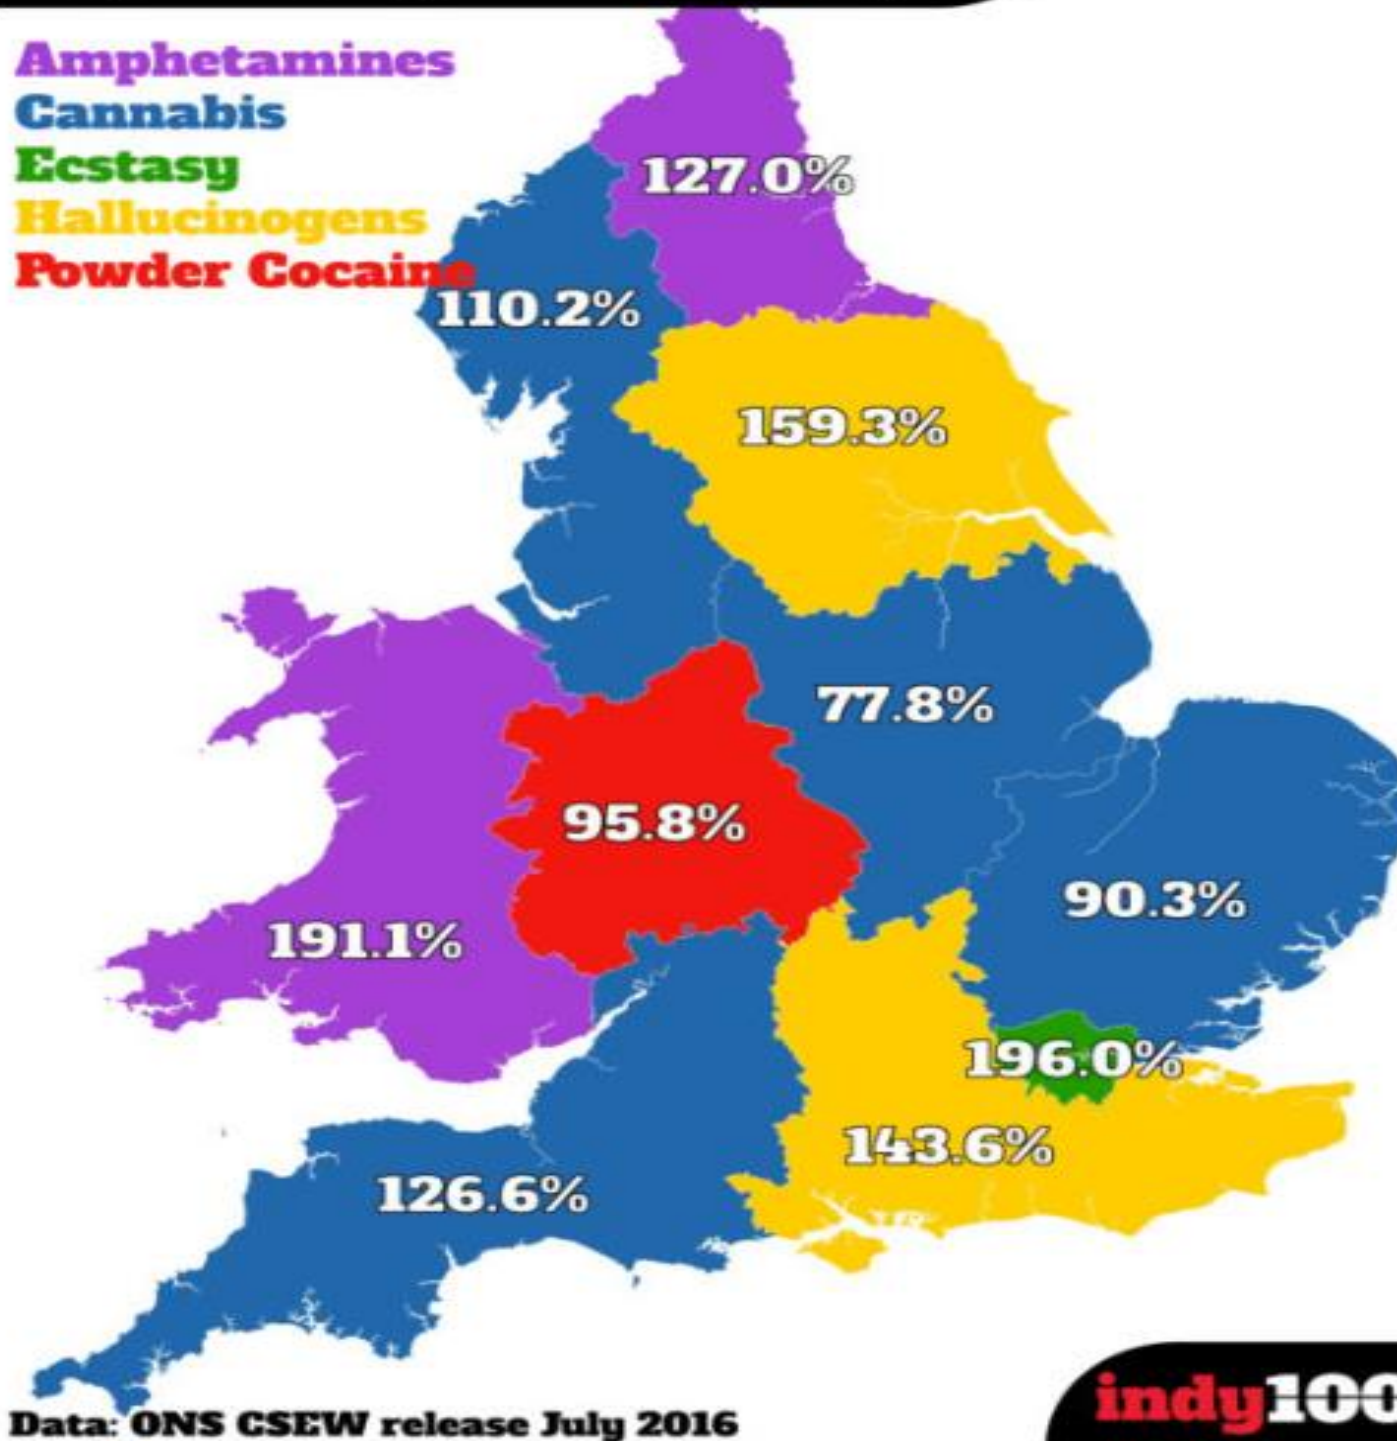 Amphetamines
Cannabis
Ecstasy
Hallucinogens
Powder Cocaine
127.0%
110.2%
159.3%
77.8%
95.8%
90.3%
191.1%
196.0%
143.6%
126.6%
Data: ONS CSEW release July 2016
indy100